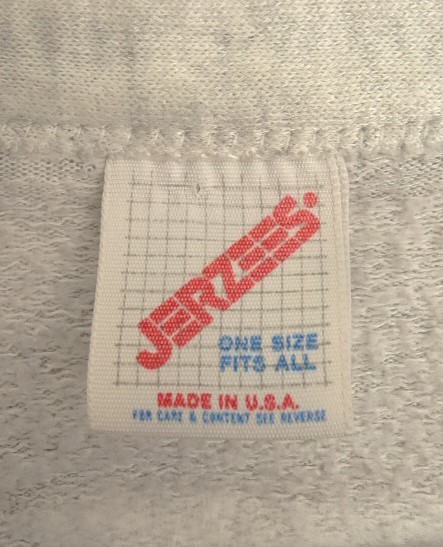 JERZEES
ONE SIZE
FITS ALL
MADE IN U.S.A.
FOR CARE & CONTENT SEE REVERSE